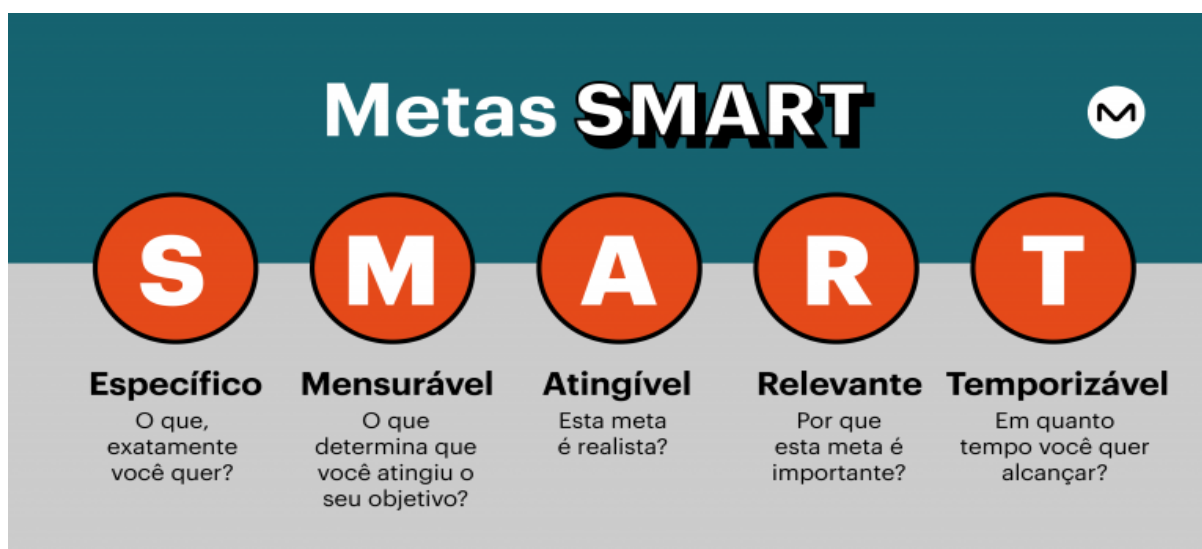 Metas SMART
S
M
A
R
T
Específico
O que,
exatamente
você quer?
Mensurável
O que
determina que
você atingiu o
seu objetivo?
Atingível
Esta meta
é realista?
Relevante
Por que
esta meta é
importante?
Temporizável
Em quanto
tempo você quer
alcançar?